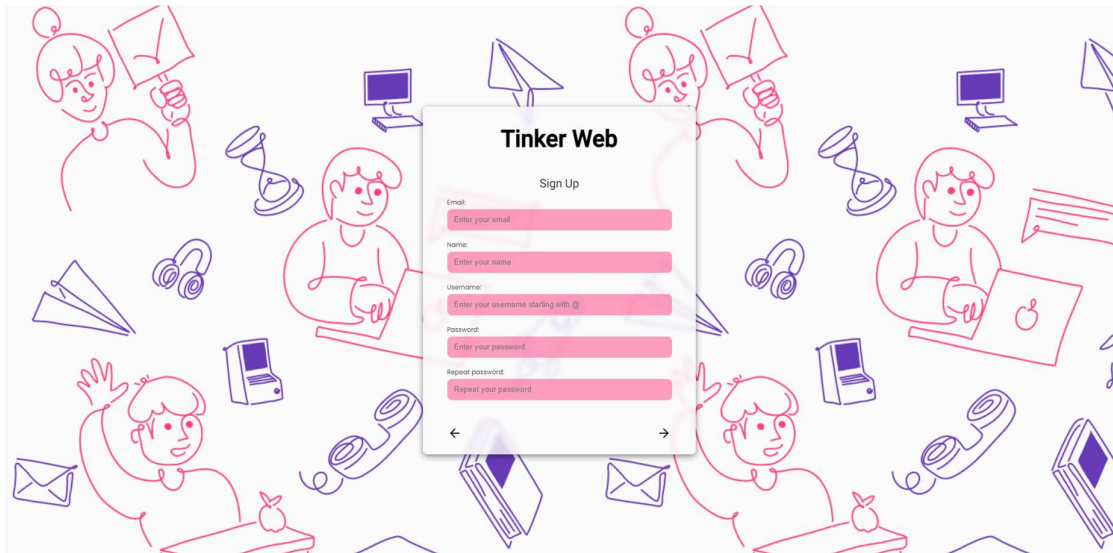 Tinker Web
Sign Up
Email:
Enter your email
Name:
Enter your name
Username:
Enter your username starting with @
Password:
Enter your password
Repeat password:
Repeat your password